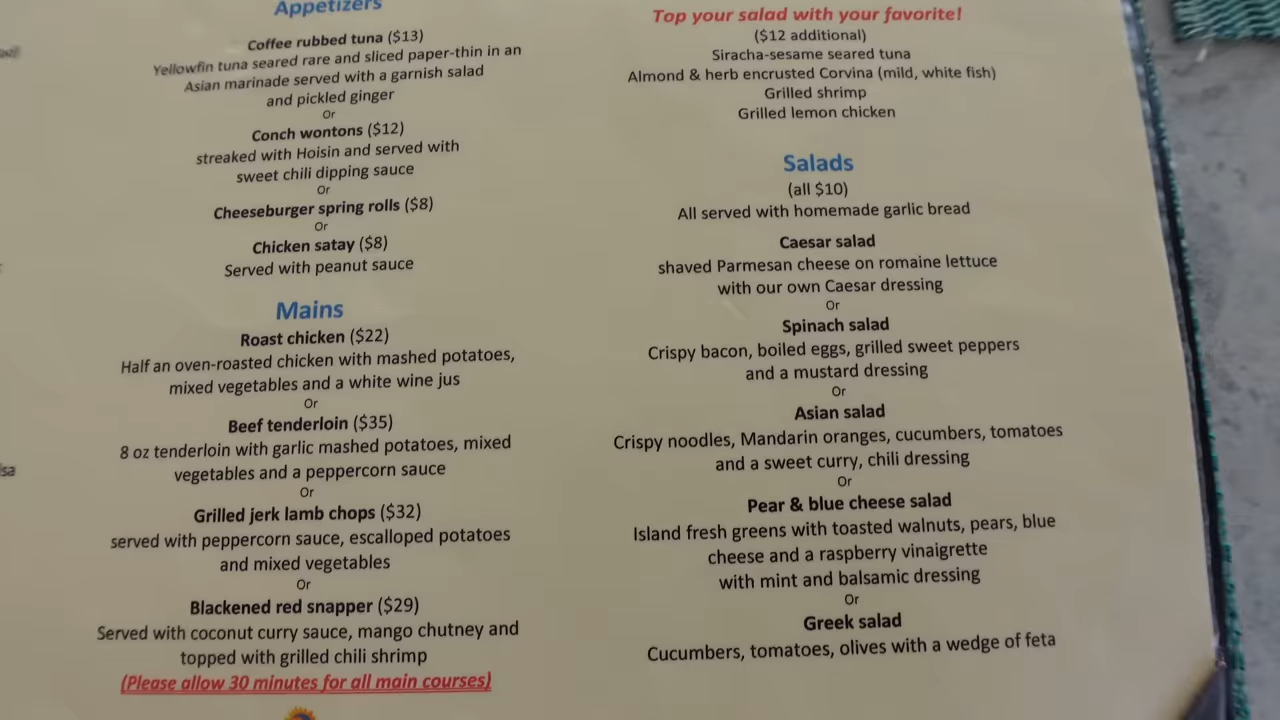 Appetizers
Coffee rubbed tuna ($13)
Yellowfin tuna seared rare and sliced paper-thin in an
Asian marinade served with a garnish salad
and pickled ginger
Or
Conch wontons ($12)
streaked with Hoisin and served with
sweet chili dipping sauce
Or
Cheeseburger spring rolls ($8)
Or
Chicken satay ($8)
Served with peanut sauce
Mains
Roast chicken ($22)
Half an oven-roasted chicken with mashed potatoes,
mixed vegetables and a white wine jus
Or
Beef tenderloin ($35)
8 oz tenderloin with garlic mashed potatoes, mixed
vegetables and a peppercorn sauce
Or
Grilled jerk lamb chops ($32)
served with peppercorn sauce, escalloped potatoes
and mixed vegetables
Or
Blackened red snapper ($29)
Served with coconut curry sauce, mango chutney and
topped with grilled chili shrimp
(Please allow 30 minutes for all main courses)
Top your salad with your favorite!
($12 additional)
Siracha-sesame seared tuna
Almond & herb encrusted Corvina (mild, white fish)
Grilled shrimp
Grilled lemon chicken
Salads
(all $10)
All served with homemade garlic bread
Caesar salad
shaved Parmesan cheese on romaine lettuce
with our own Caesar dressing
Or
Spinach salad
Crispy bacon, boiled eggs, grilled sweet peppers
and a mustard dressing
Or
Asian salad
Crispy noodles, Mandarin oranges, cucumbers, tomatoes
and a sweet curry, chili dressing
Or
Pear & blue cheese salad
Island fresh greens with toasted walnuts, pears, blue
cheese and a raspberry vinaigrette
with mint and balsamic dressing
Or
Greek salad
Cucumbers, tomatoes, olives with a wedge of feta